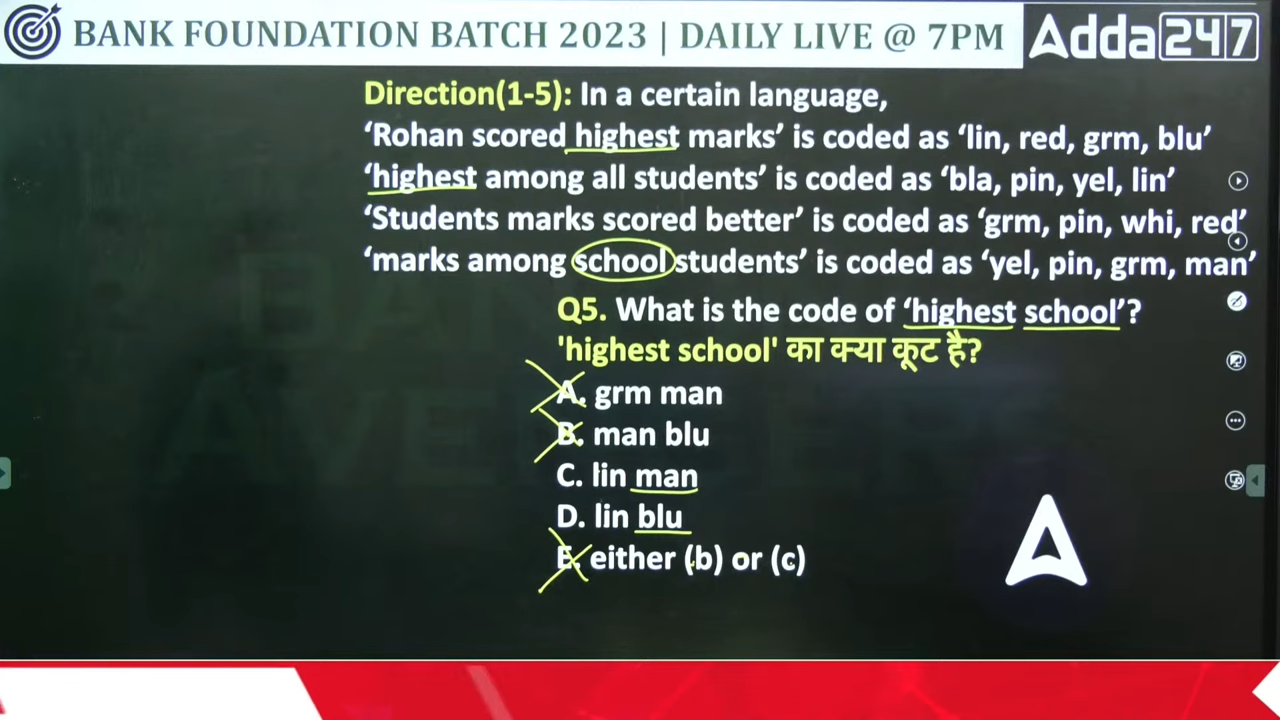 BANK FOUNDATION BATCH 2023 | DAILY LIVE @ 7PM
Adda247
Direction(1-5): In a certain language,
‘Rohan scored highest marks’ is coded as ‘lin, red, grm, blu’
‘highest among all students’ is coded as ‘bla, pin, yel, lin’
‘Students marks scored better’ is coded as ‘grm, pin, whi, red’
‘marks among school students’ is coded as ‘yel, pin, grm, man’
Q5. What is the code of ‘highest school’?
'highest school' का क्या कूट है?
A. grm man
B. man blu
C. lin man
D. lin blu
E. either (b) or (c)